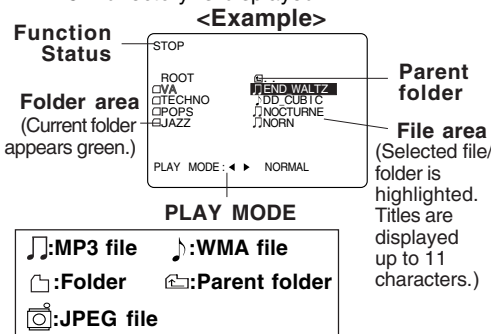 <Example>
Function
Status
STOP
ROOT
VA
TECHNO
POPS
JAZZ
. .
END WALTZ
DD_CUBIC
NOCTURNE
NORN
PLAY MODE : ◄ ► NORMAL
Folder area
(Current folder
appears green.)
Parent
folder
File area
(Selected file/
folder is
highlighted.
Titles are
displayed
up to 11
characters.)
PLAY MODE
:MP3 file
:WMA file
:Folder
:Parent folder
:JPEG file